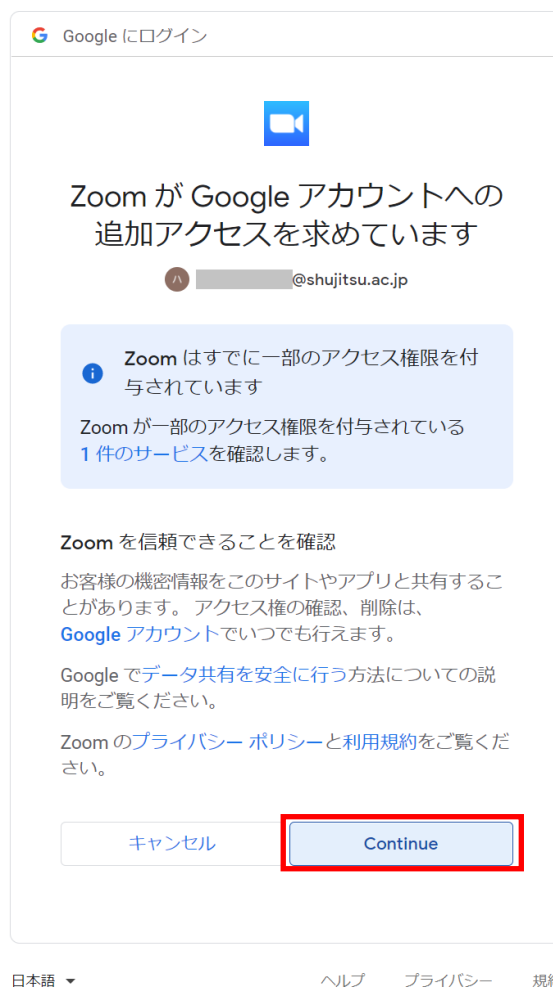 Google にログイン
Zoom が Google アカウントへの
追加アクセスを求めています
ハ @shujitsu.ac.jp
Zoom はすでに一部のアクセス権限を付
与されています
Zoom が一部のアクセス権限を付与されている
1 件のサービスを確認します。
Zoom を信頼できることを確認
お客様の機密情報をこのサイトやアプリと共有するこ
とがあります。 アクセス権の確認、削除は、
Google アカウントでいつでも行えます。
Google でデータ共有を安全に行う方法についての説
明をご覧ください。
Zoom のプライバシー ポリシーと利用規約をご覧くだ
さい。
キャンセル Continue
日本語 ヘルプ プライバシー 規